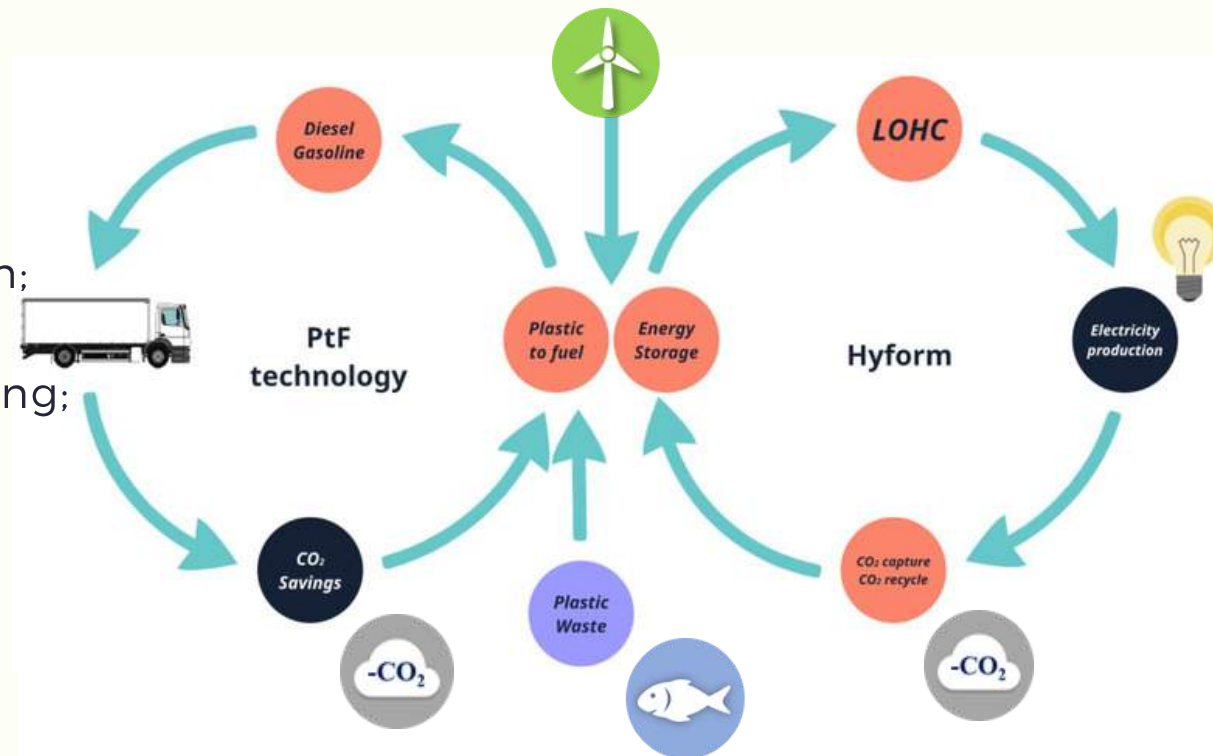 Diesel
Gasoline
LOHC
PtF
technology
Plastic
to fuel
Energy
Storage
Hyform
Electricity
production
CO₂
Savings
Plastic
Waste
CO₂ capture
CO₂ recycle
-CO₂
-CO₂